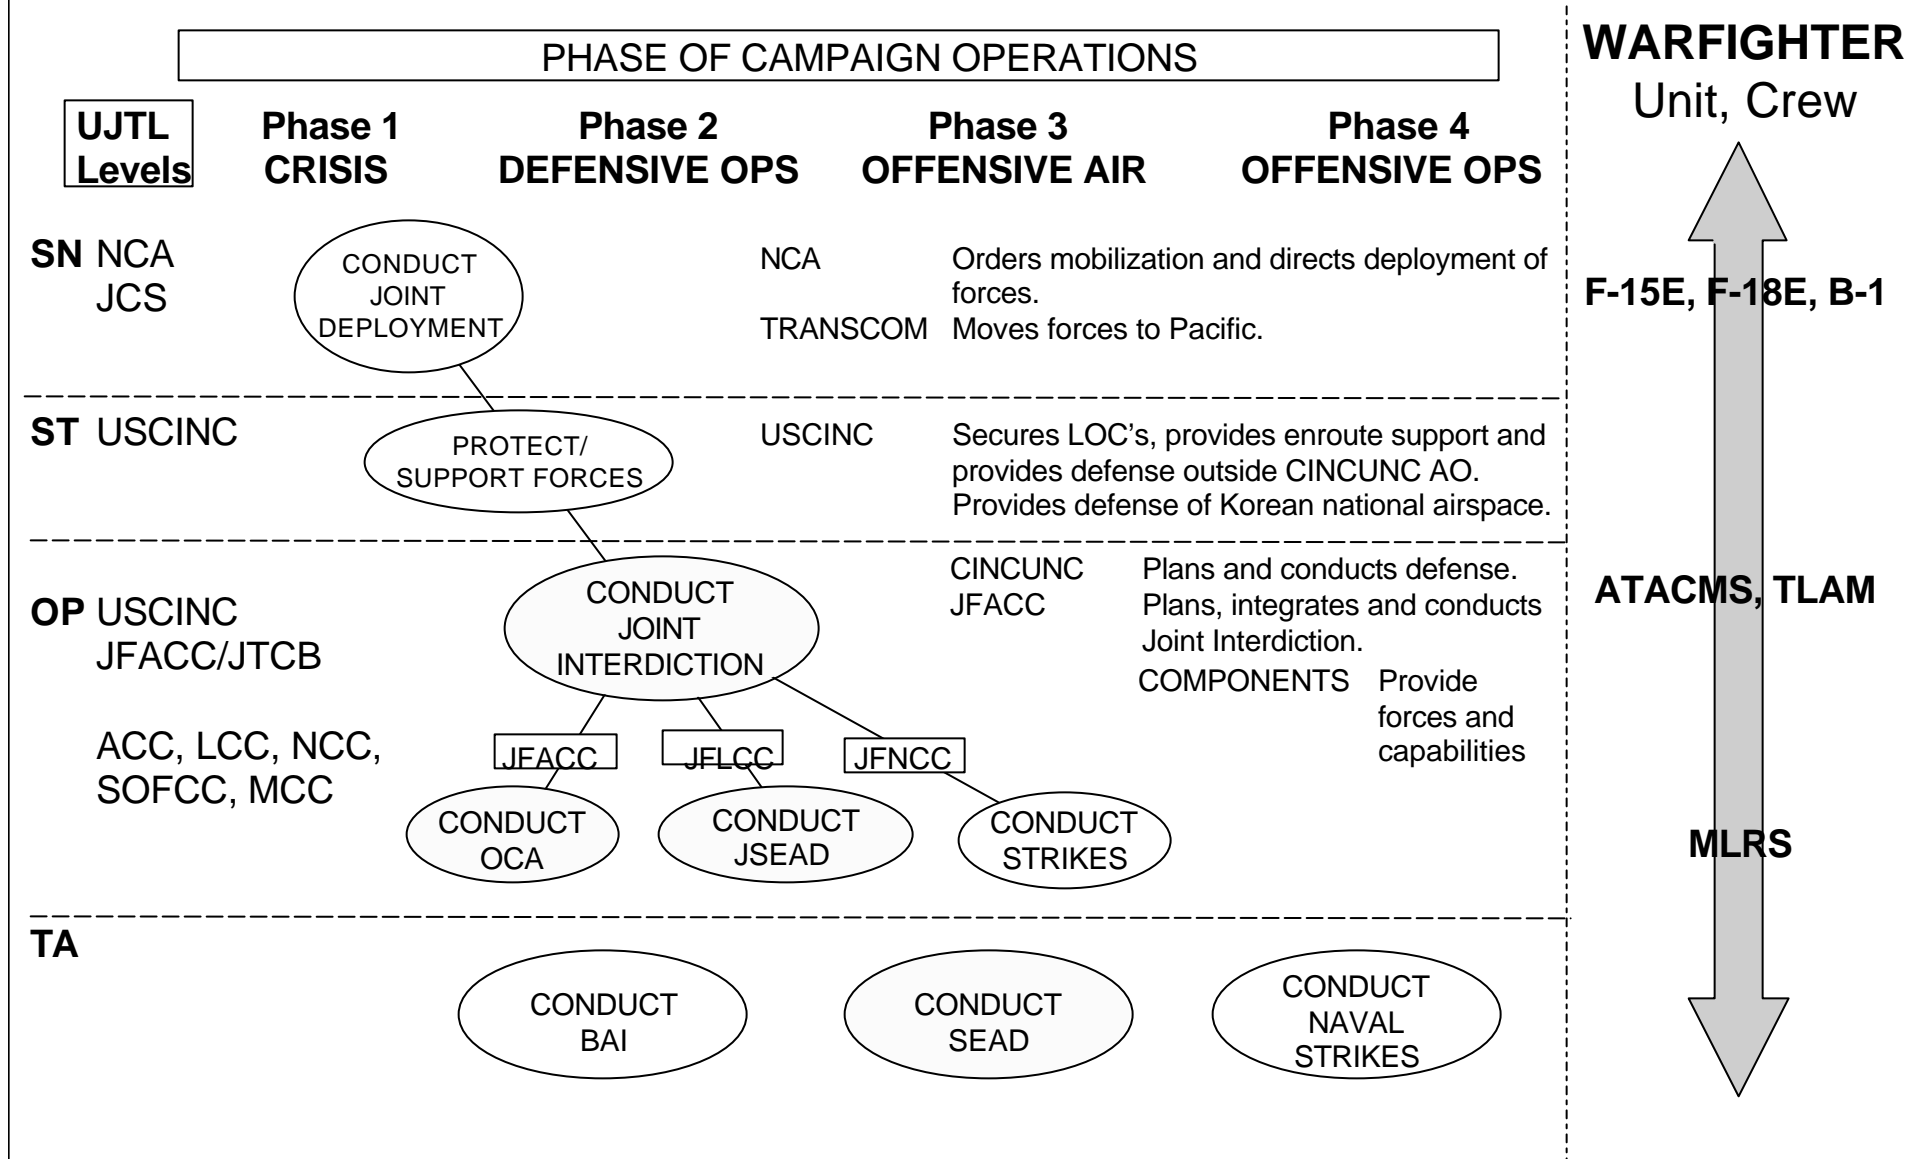 PHASE OF CAMPAIGN OPERATIONS
WARFIGHTER
Unit, Crew
UJTL
Levels
Phase 1
CRISIS
Phase 2
DEFENSIVE OPS
Phase 3
OFFENSIVE AIR
Phase 4
OFFENSIVE OPS
SN NCA
JCS
CONDUCT
JOINT
DEPLOYMENT
NCA Orders mobilization and directs deployment of
forces.
TRANSCOM Moves forces to Pacific.
F-15E, F-18E, B-1
ST USCINC
PROTECT/
SUPPORT FORCES
USCINC Secures LOC's, provides enroute support and
provides defense outside CINCUNC AO.
Provides defense of Korean national airspace.
OP USCINC
JFACC/JTCB
CONDUCT
JOINT
INTERDICTION
CINCUNC Plans and conducts defense.
JFACC Plans, integrates and conducts
Joint Interdiction.
COMPONENTS Provide
forces and
capabilities
ATACMS, TLAM
ACC, LCC, NCC,
SOFCC, MCC
JFACC
JFLCC
JFNCC
CONDUCT
OCA
CONDUCT
JSEAD
CONDUCT
STRIKES
MLRS
TA
CONDUCT
BAI
CONDUCT
SEAD
CONDUCT
NAVAL
STRIKES